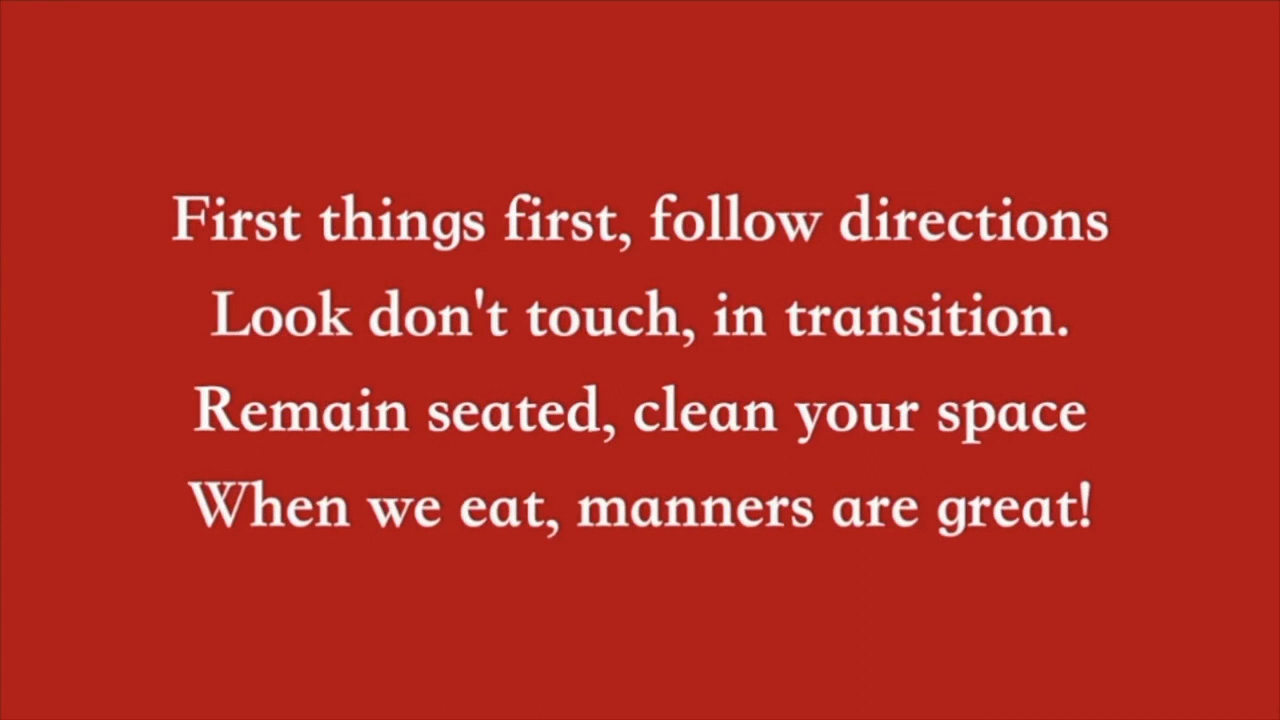 First things first, follow directions
Look don't touch, in transition.
Remain seated, clean your space
When we eat, manners are great!